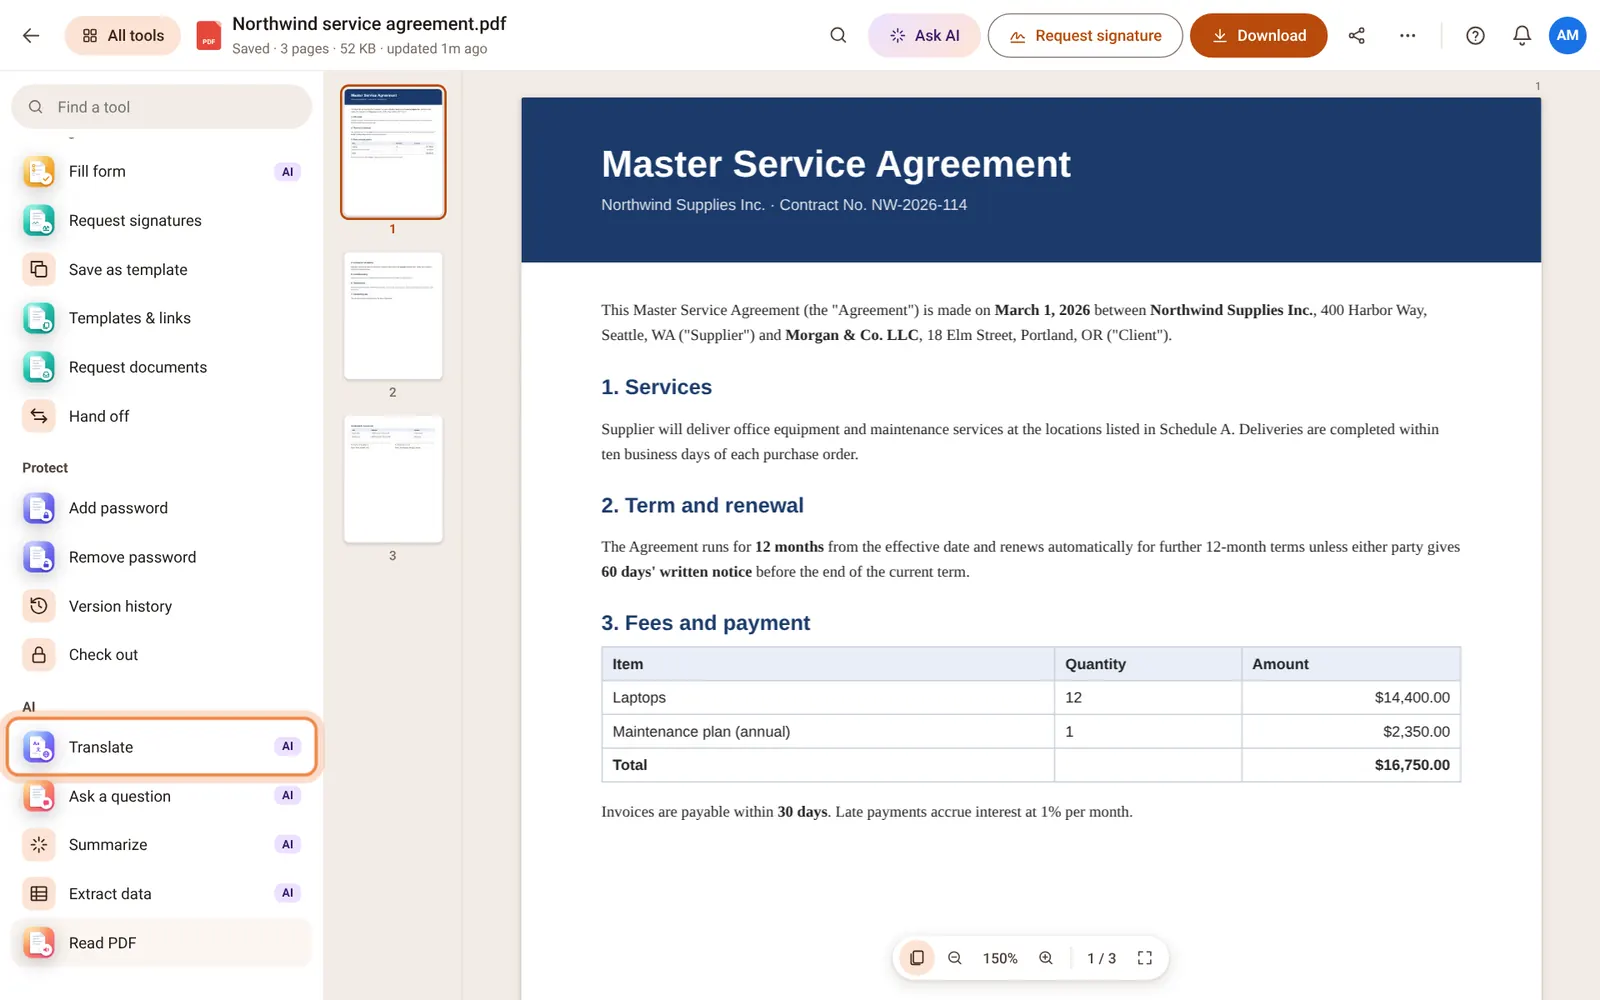 All tools
PDF
Northwind service agreement.pdf
Saved · 3 pages · 52 KB · updated 1m ago
Ask AI
Request signature
Download
AM
Find a tool
Fill form
AI
Request signatures
Save as template
Templates & links
Request documents
Hand off
Protect
Add password
Remove password
Version history
Check out
AI
Translate
AI
Ask a question
AI
Summarize
AI
Extract data
AI
Read PDF
Master Service Agreement
1
2
3
1
Master Service Agreement
Northwind Supplies Inc. · Contract No. NW-2026-114
This Master Service Agreement (the "Agreement") is made on March 1, 2026 between Northwind Supplies Inc., 400 Harbor Way,
Seattle, WA ("Supplier") and Morgan & Co. LLC, 18 Elm Street, Portland, OR ("Client").
1. Services
Supplier will deliver office equipment and maintenance services at the locations listed in Schedule A. Deliveries are completed within
ten business days of each purchase order.
2. Term and renewal
The Agreement runs for 12 months from the effective date and renews automatically for further 12-month terms unless either party gives
60 days' written notice before the end of the current term.
3. Fees and payment
Item Quantity Amount
Laptops 12 $14,400.00
Maintenance plan (annual) 1 $2,350.00
Total $16,750.00
Invoices are payable within 30 days. Late payments accrue interest at 1% per month.
150%
1 / 3